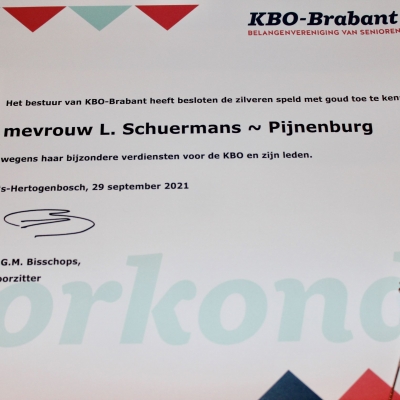 KBO-Brabant
BELANGENVERENIGING VAN SENIOREN
Het bestuur van KBO-Brabant heeft besloten de zilveren speld met goud toe te ken
mevrouw L. Schuermans ~ Pijnenburg
wegens haar bijzondere verdiensten voor de KBO en zijn leden.
's-Hertogenbosch, 29 september 2021
G.M. Bisschops,
oorzitter
orkond